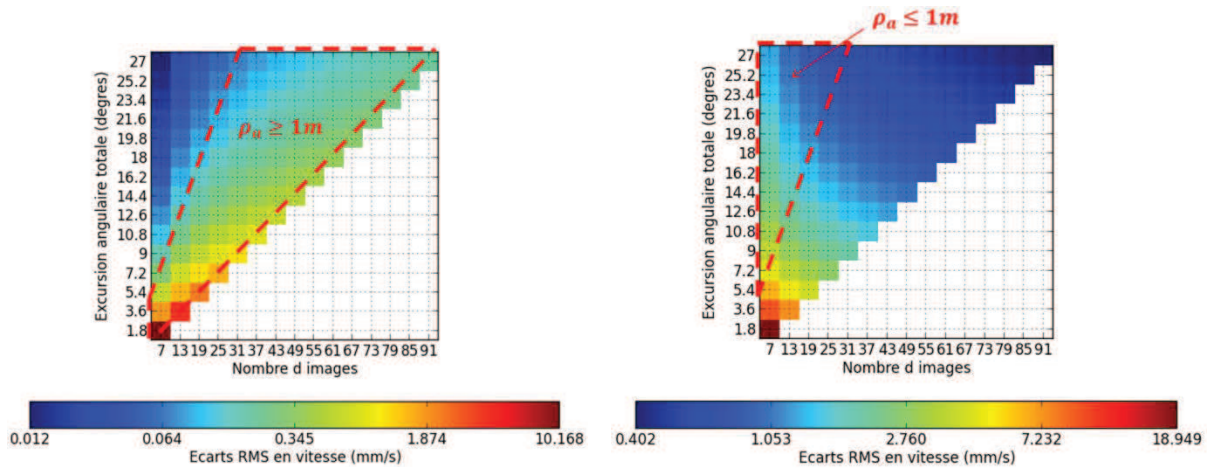 ρ_a ≤ 1m
27
25.2
23.4
21.6
19.8
18
16.2
14.4
12.6
10.8
9
7.2
5.4
3.6
1.8
Excursion angulaire totale (degres)
ρ_a ≥ 1m
7 13 19 25 31 37 43 49 55 61 67 73 79 85 91
Nombre d images
0.012 0.064 0.345 1.874 10.168
Ecarts RMS en vitesse (mm/s)
27
25.2
23.4
21.6
19.8
18
16.2
14.4
12.6
10.8
9
7.2
5.4
3.6
1.8
Excursion angulaire totale (degres)
7 13 19 25 31 37 43 49 55 61 67 73 79 85 91
Nombre d images
0.402 1.053 2.760 7.232 18.949
Ecarts RMS en vitesse (mm/s)